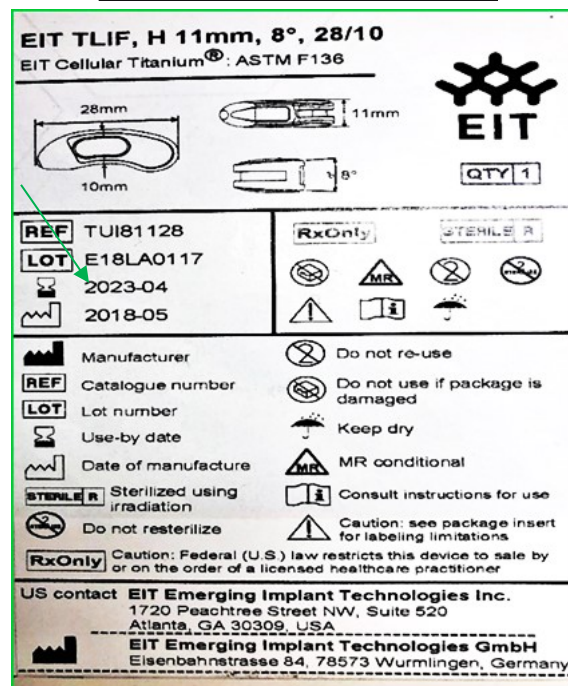 EIT TLIF, H 11mm, 8°, 28/10
EIT Cellular Titanium®: ASTM F136
28mm
11mm
10mm
8°
EIT
QTY 1
REF TUI81128
LOT E18LA0117
2023-04
2018-05
RxOnly STERILE R
MR
Manufacturer
REF Catalogue number
LOT Lot number
Use-by date
Date of manufacture
STERILE R Sterilized using
irradiation
Do not resterilize
Do not re-use
Do not use if package is
damaged
Keep dry
MR MR conditional
Consult instructions for use
Caution: see package insert
for labeling limitations
RxOnly Caution: Federal (U.S.) law restricts this device to sale by
or on the order of a licensed healthcare practitioner
US contact EIT Emerging Implant Technologies Inc.
1720 Peachtree Street NW, Suite 520
Atlanta, GA 30309, USA
EIT Emerging Implant Technologies GmbH
Eisenbahnstrasse 84, 78573 Wurmlingen, Germany